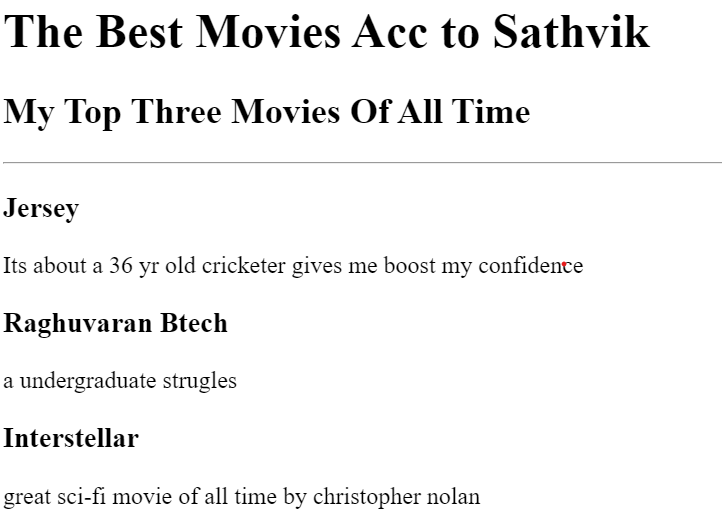 The Best Movies Acc to Sathvik
My Top Three Movies Of All Time
Jersey
Its about a 36 yr old cricketer gives me boost my confidence
Raghuvaran Btech
a undergraduate strugles
Interstellar
great sci-fi movie of all time by christopher nolan